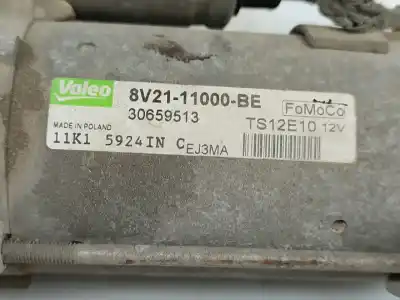 Valeo
8V21-11000-BE
30659513
FoMoCo
MADE IN POLAND
TS12E10 12V
11K1 5924IN CEJ3MA